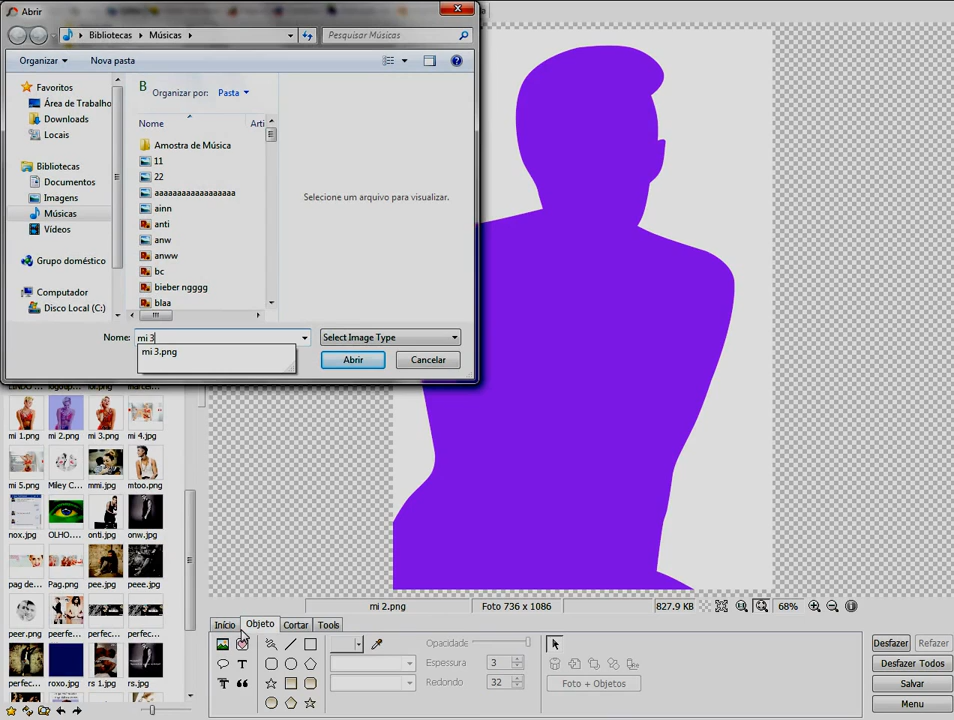 Abrir
Bibliotecas ▸ Músicas ▸
Pesquisar Músicas
Organizar
Nova pasta
Favoritos
Área de Trabalho
Downloads
Locais
Bibliotecas
Documentos
Imagens
Músicas
Vídeos
Grupo doméstico
Computador
Disco Local (C:)
B
Organizar por: Pasta
Nome
Arti
Amostra de Música
11
22
aaaaaaaaaaaaaaaaaa
ainn
anti
anw
anww
bc
bieber ngggg
blaa
Selecione um arquivo para visualizar.
Nome: mi 3
Select Image Type
mi 3.png
Abrir
Cancelar
mi 1.png mi 2.png mi 3.png mi 4.jpg
mi 5.png Miley C... mmi.jpg mtoo.png
nox.jpg OLHO.... onti.jpg onw.jpg
pag de... Pag.png pee.jpg peee.jpg
peerfe... peerfe... perfec... perfec...
perfec... roxo.jpg rs 1.jpg rs.jpg
mi 2.png
Foto 736 x 1086
827.9 KB
68%
Início Objeto Cortar Tools
Opacidade
Espessura 3
Redondo 32
Foto + Objetos
Desfazer Refazer
Desfazer Todos
Salvar
Menu